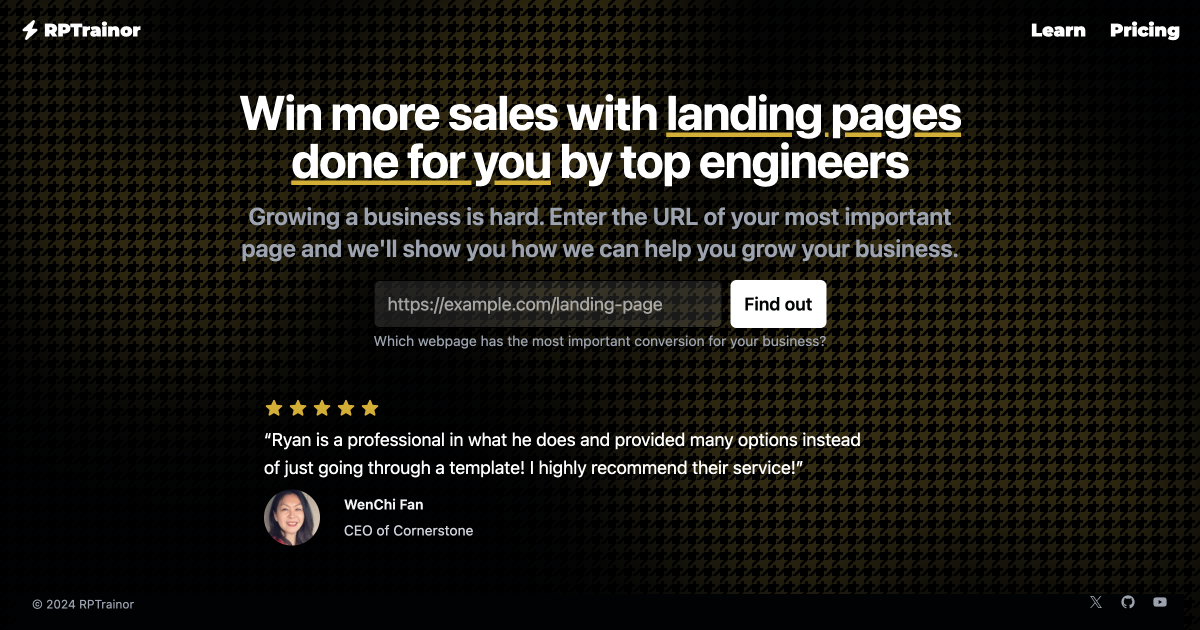 RPTrainor
Learn Pricing
Win more sales with landing pages
done for you by top engineers
Growing a business is hard. Enter the URL of your most important
page and we'll show you how we can help you grow your business.
https://example.com/landing-page
Find out
Which webpage has the most important conversion for your business?
“Ryan is a professional in what he does and provided many options instead
of just going through a template! I highly recommend their service!”
WenChi Fan
CEO of Cornerstone
© 2024 RPTrainor